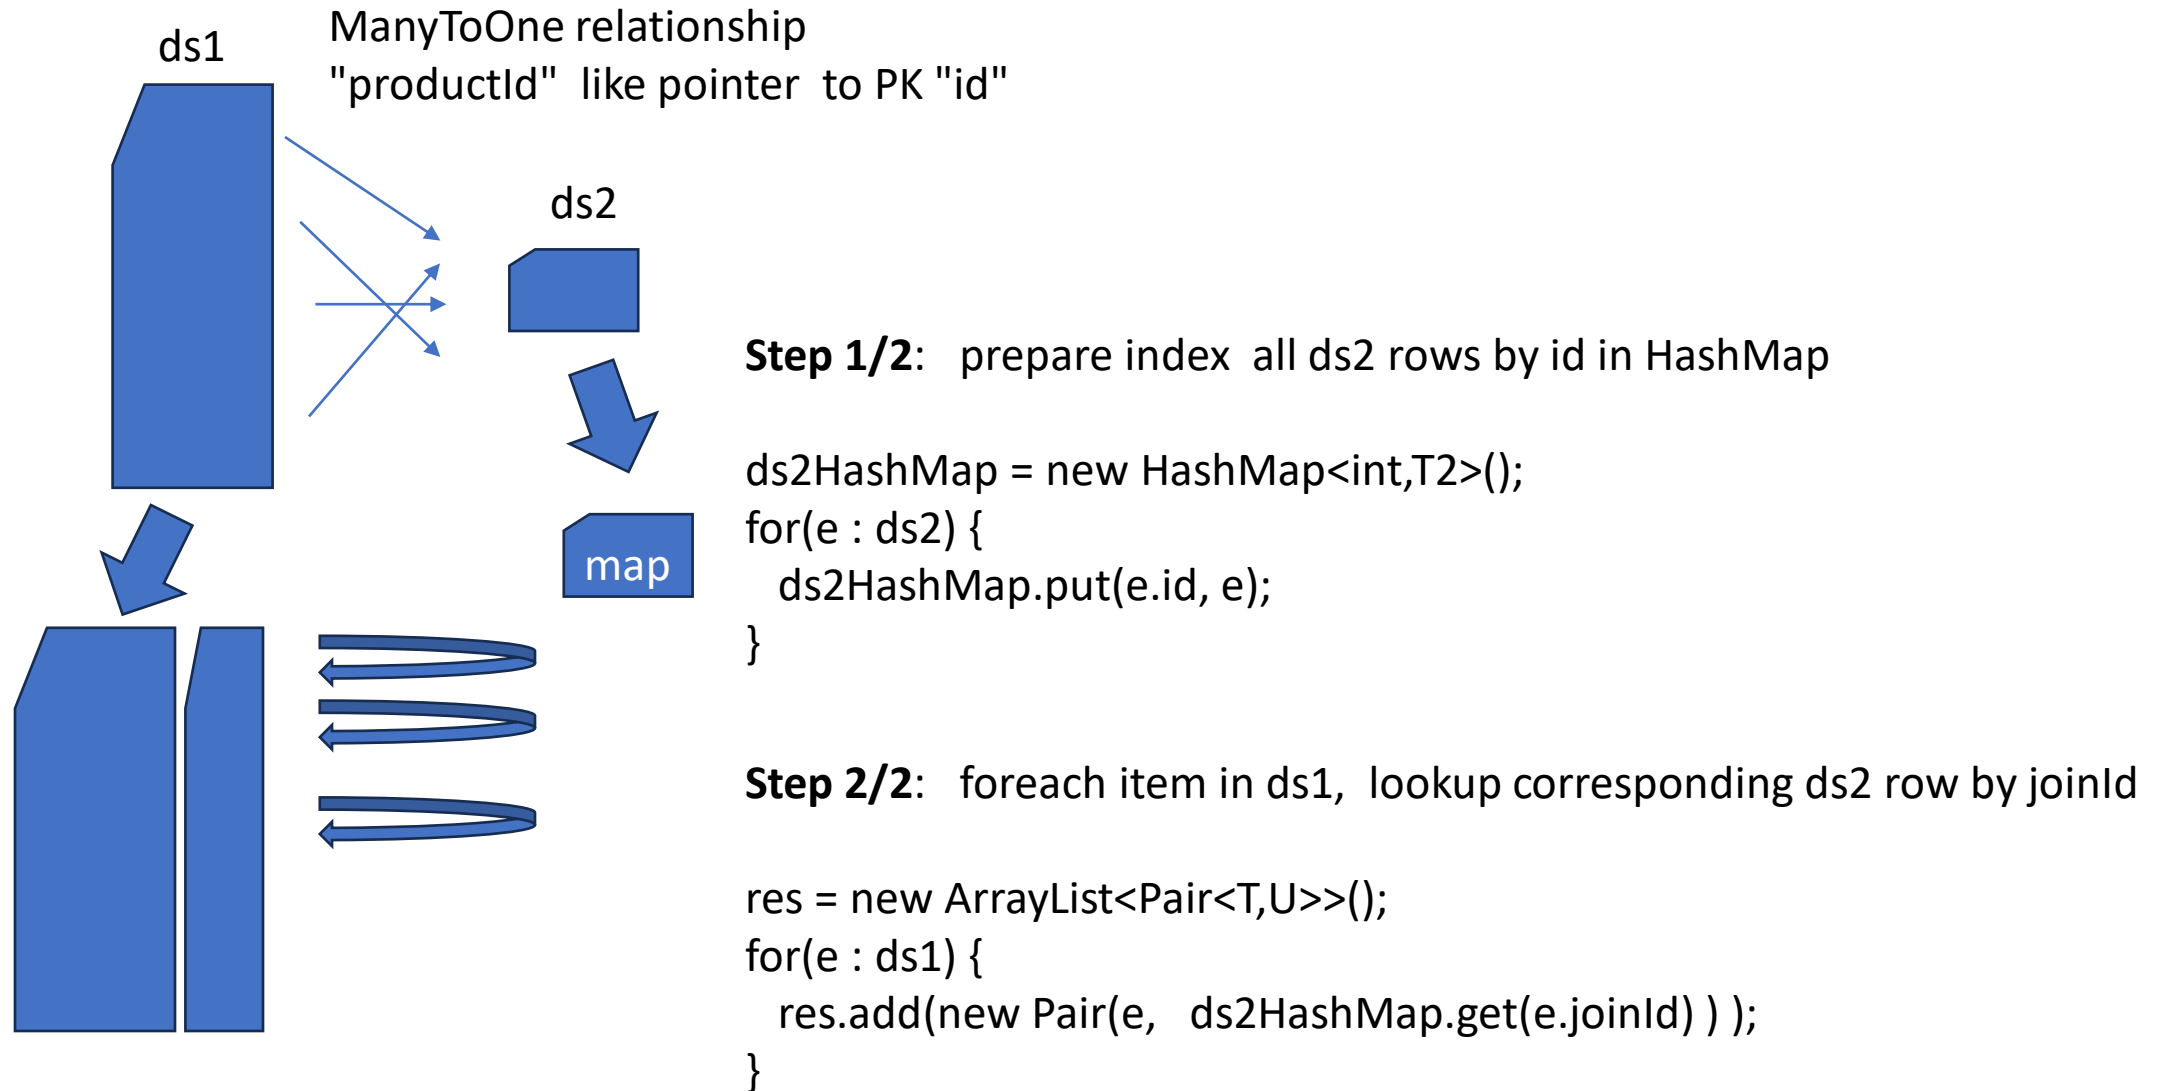 ds1
ManyToOne relationship
"productId" like pointer to PK "id"
ds2
Step 1/2: prepare index all ds2 rows by id in HashMap
ds2HashMap = new HashMap<int,T2>();
for(e : ds2) {
ds2HashMap.put(e.id, e);
}
map
Step 2/2: foreach item in ds1, lookup corresponding ds2 row by joinId
res = new ArrayList<Pair<T,U>>();
for(e : ds1) {
res.add(new Pair(e, ds2HashMap.get(e.joinId) ) );
}